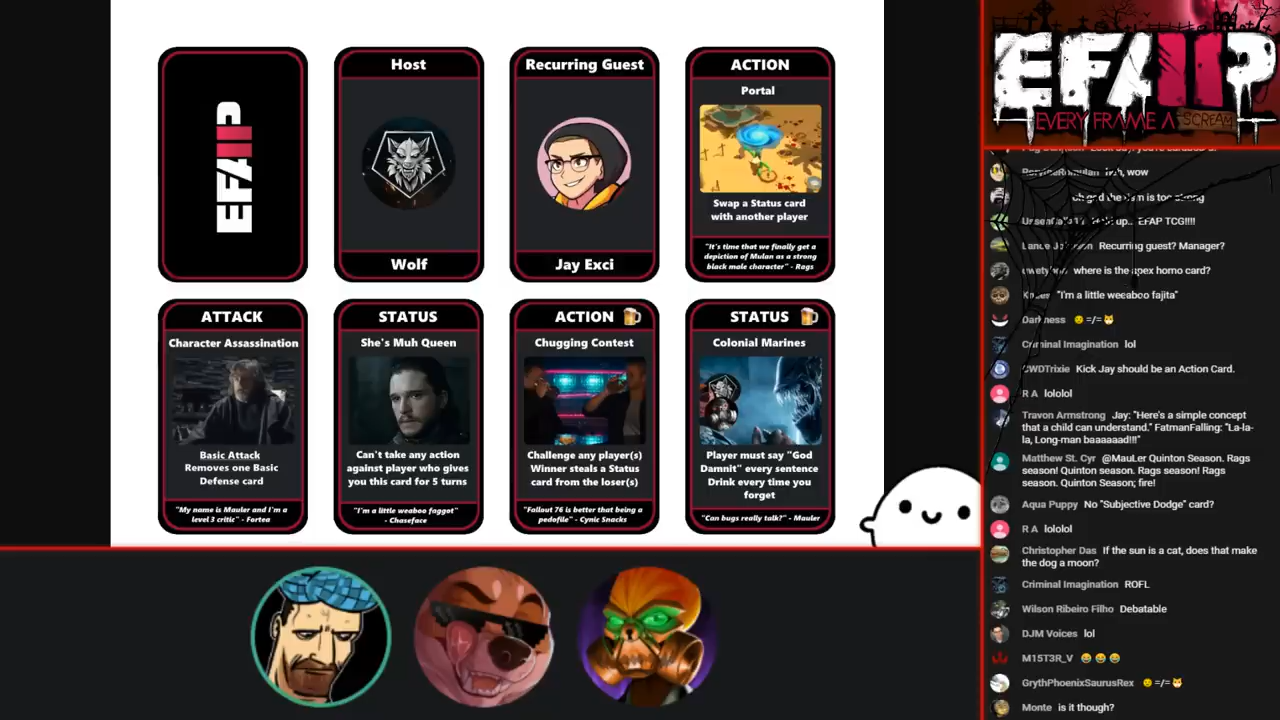 EFAP
Host
Wolf
Recurring Guest
Jay Exci
ACTION
Portal
Swap a Status card
with another player
"It's time that we finally get a
depiction of Mulan as a strong
black male character" - Rags
ATTACK
Character Assassination
Basic Attack
Removes one Basic
Defense card
"My name is Mauler and I'm a
level 3 critic" - Fortea
STATUS
She's Muh Queen
Can't take any action
against player who gives
you this card for 5 turns
"I'm a little weaboo faggot"
- Chaseface
ACTION
Chugging Contest
Challenge any player(s)
Winner steals a Status
card from the loser(s)
"Fallout 76 is better that being a
pedofile" - Cynic Snacks
STATUS
Colonial Marines
Player must say "God
Damnit" every sentence
Drink every time you
forget
"Can bugs really talk?" - Mauler
EFAP
EVERY FRAME A SCREAM
wow
is too strong
EFAP TCG!!!!
Recurring guest? Manager?
where is the apex homo card?
"I'm a little weeaboo fajita"
Darkness 😐=/=🐱
Criminal Imagination lol
CWDTrixie Kick Jay should be an Action Card.
R A lololol
Travon Armstrong Jay: "Here's a simple concept
that a child can understand." FatmanFalling: "La-la-
la, Long-man baaaaad!!!"
Matthew St. Cyr @MauLer Quinton Season. Rags
season! Quinton season. Rags season! Rags
season. Quinton Season; fire!
Aqua Puppy No "Subjective Dodge" card?
R A lololol
Christopher Das If the sun is a cat, does that make
the dog a moon?
Criminal Imagination ROFL
Wilson Ribeiro Filho Debatable
DJM Voices lol
M15T3R_V 😂 😂 😂
GrythPhoenixSaurusRex 😐=/=🐱
Monte is it though?